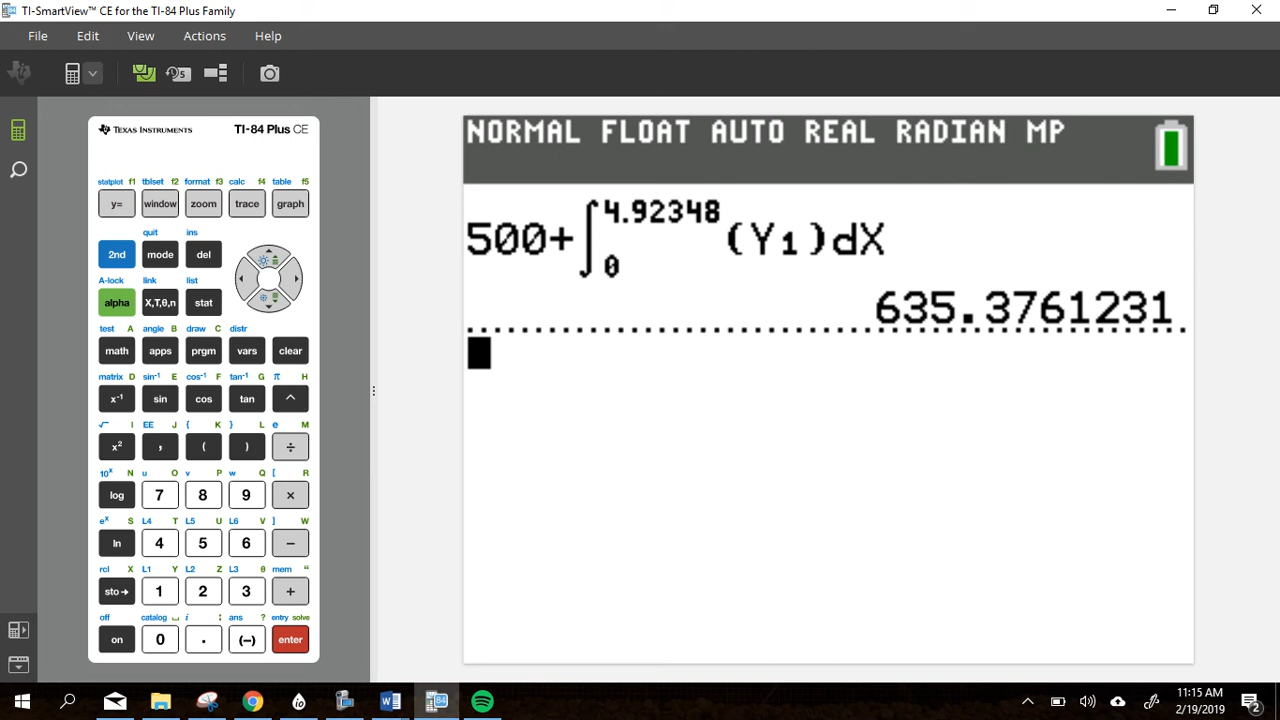 TI-SmartView™ CE for the TI-84 Plus Family
File Edit View Actions Help
TEXAS INSTRUMENTS TI-84 Plus CE
statplot f1 tblset f2 format f3 calc f4 table f5
y= window zoom trace graph
quit ins
2nd mode del
A-lock link list
alpha X,T,θ,n stat
test A angle B draw C distr
math apps prgm vars clear
matrix D sin⁻¹ E cos⁻¹ F tan⁻¹ G π H
x⁻¹ sin cos tan ^
√ I EE J { K } L e M
x² , ( ) ÷
10ˣ N u O v P w Q [ R
log 7 8 9 ×
eˣ S L4 T L5 U L6 V ] W
ln 4 5 6 −
rcl X L1 Y L2 Z L3 θ mem "
sto→ 1 2 3 +
off catalog ␣ i : ans ? entry solve
on 0 . (−) enter
NORMAL FLOAT AUTO REAL RADIAN MP
4.92348
500+∫(Y₁)dX
0
635.3761231
11:15 AM
2/19/2019
2